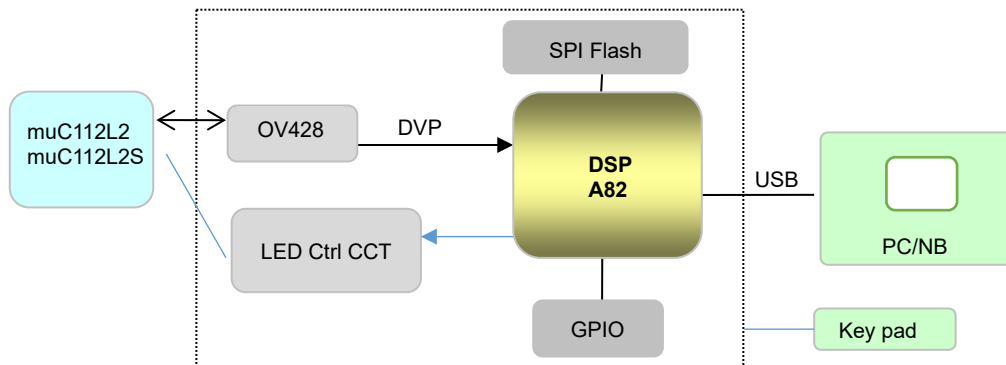 SPI Flash
muC112L2
muC112L2S
OV428
DVP
DSP
A82
USB
LED Ctrl CCT
PC/NB
GPIO
Key pad